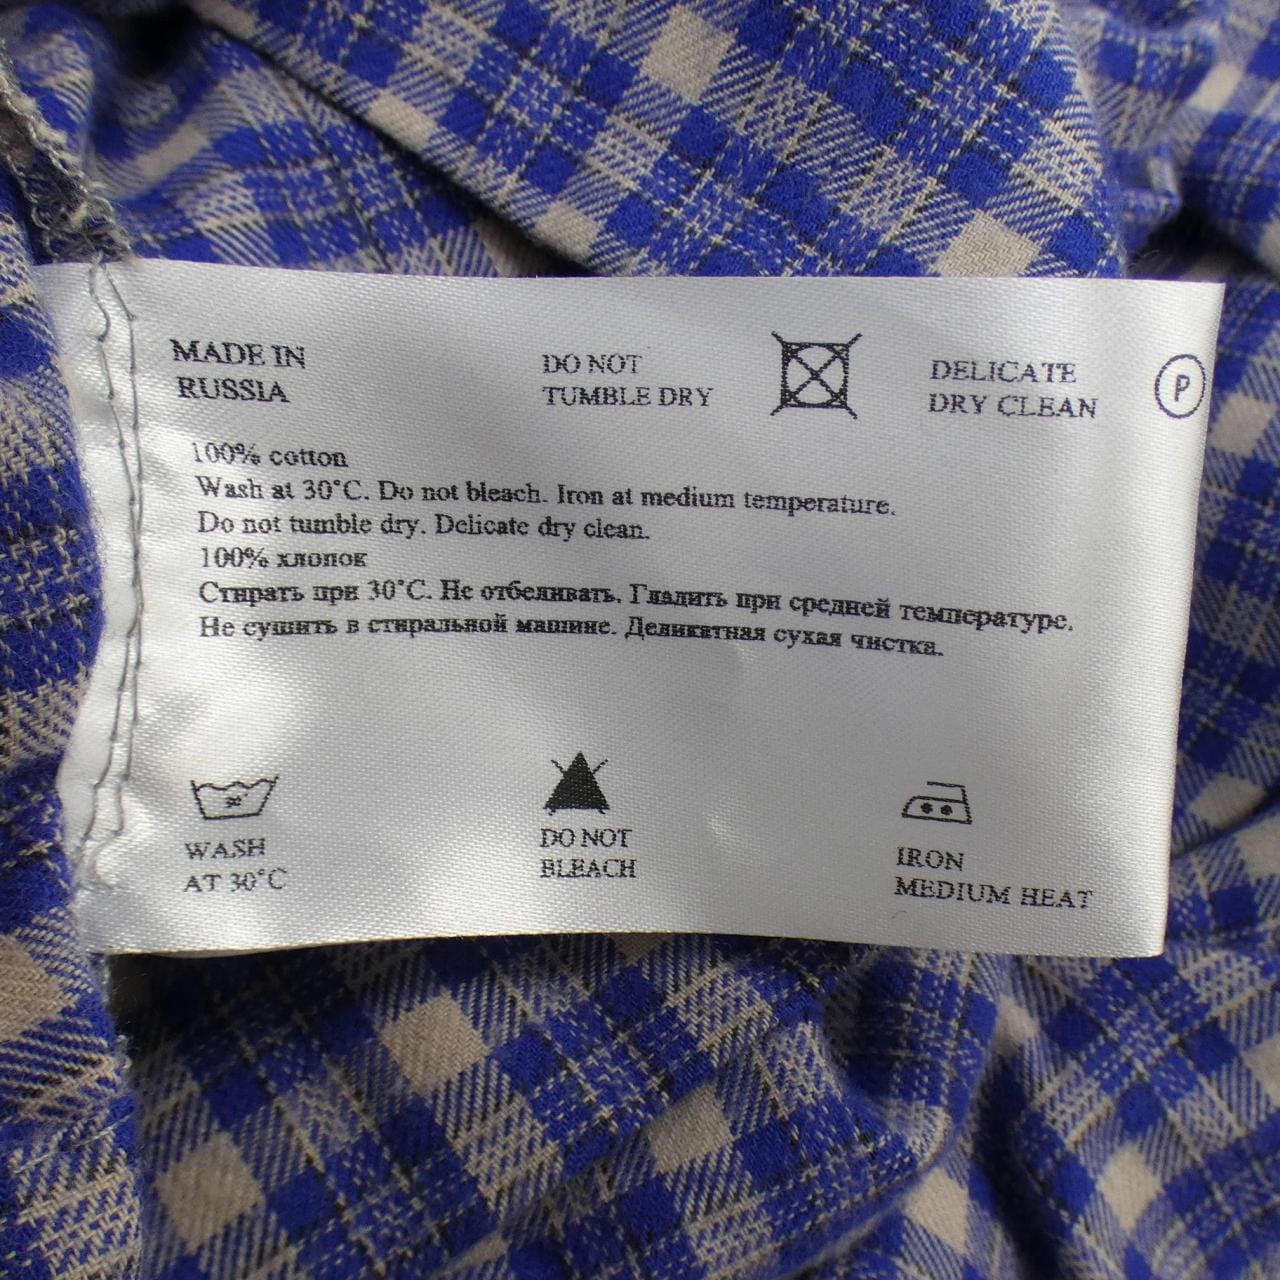 MADE IN
RUSSIA
DO NOT
TUMBLE DRY
DELICATE
DRY CLEAN
P
100% cotton
Wash at 30°C. Do not bleach. Iron at medium temperature.
Do not tumble dry. Delicate dry clean.
100% хлопок
Стирать при 30°C. Не отбеливать. Гладить при средней температуре.
Не сушить в стиральной машине. Деликатная сухая чистка.
30°
WASH
AT 30°C
DO NOT
BLEACH
IRON
MEDIUM HEAT